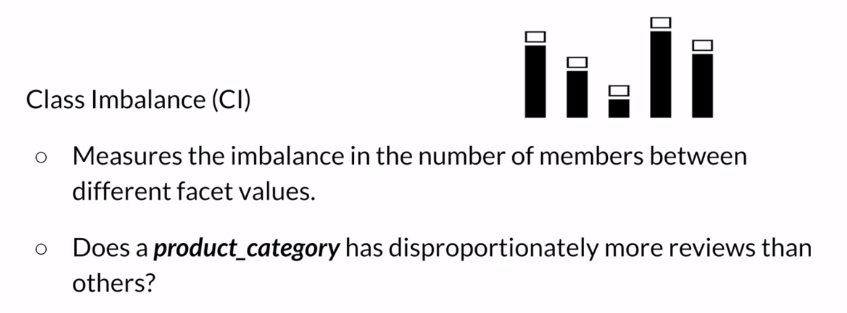 Class Imbalance (CI)
○ Measures the imbalance in the number of members between
different facet values.
○ Does a product_category has disproportionately more reviews than
others?